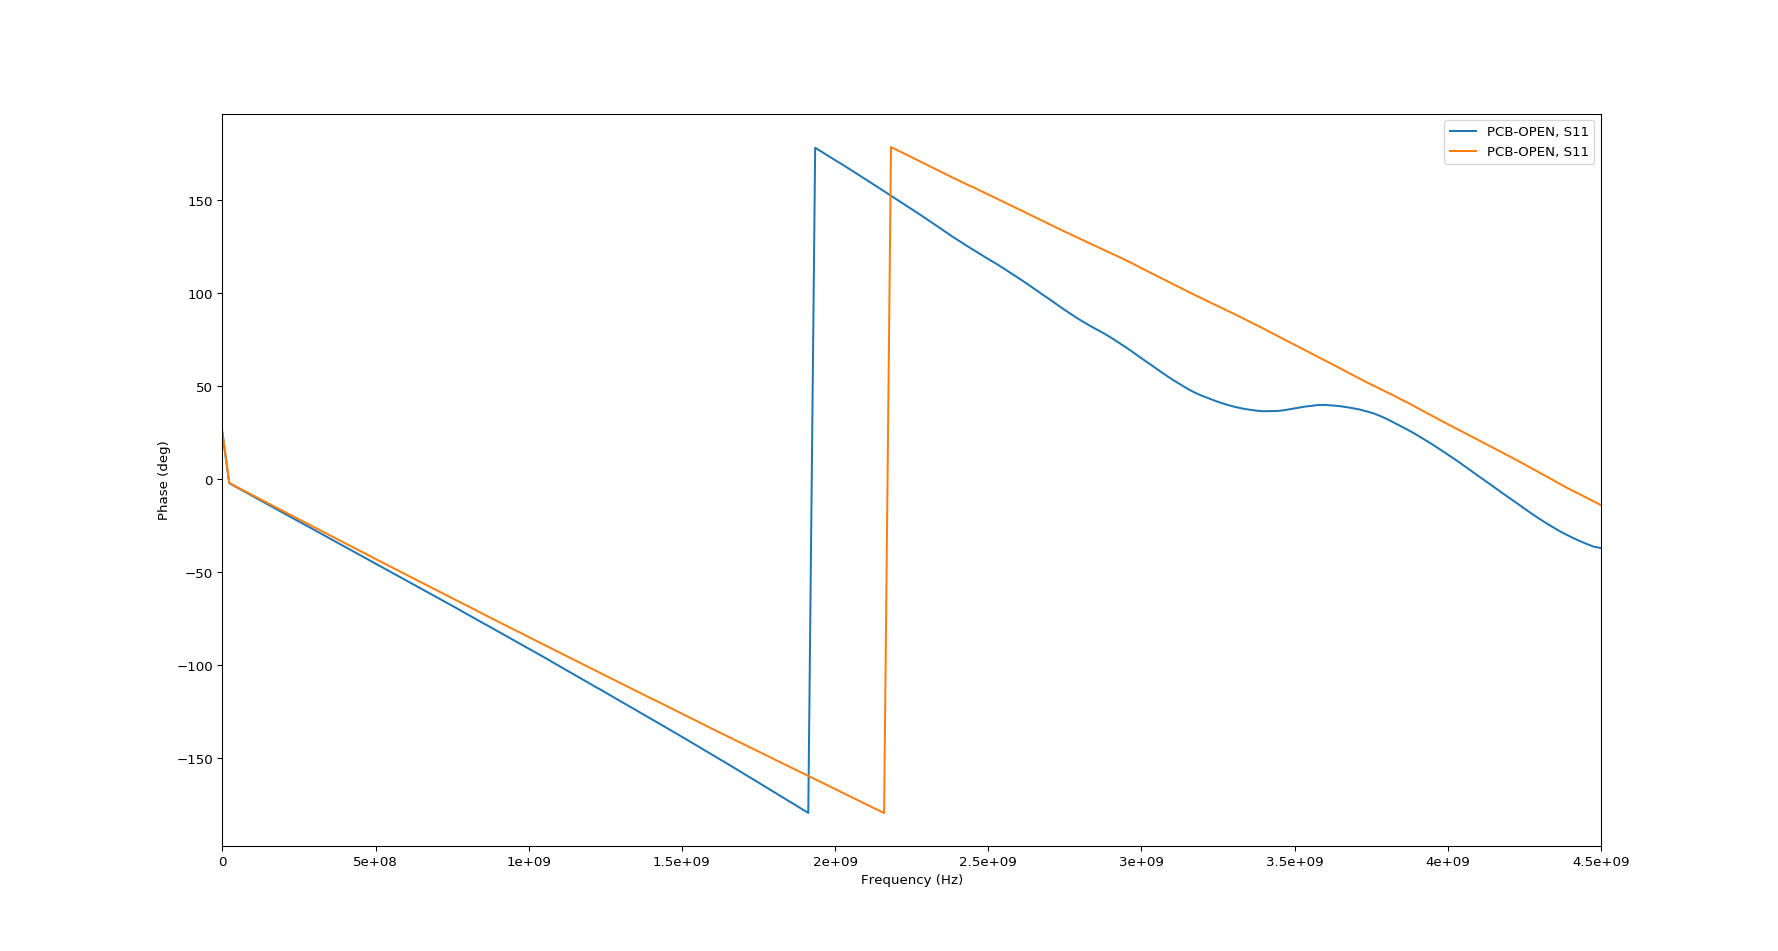 PCB-OPEN, S11
PCB-OPEN, S11
150
100
50
0
−50
−100
−150
Phase (deg)
0 5e+08 1e+09 1.5e+09 2e+09 2.5e+09 3e+09 3.5e+09 4e+09 4.5e+09
Frequency (Hz)